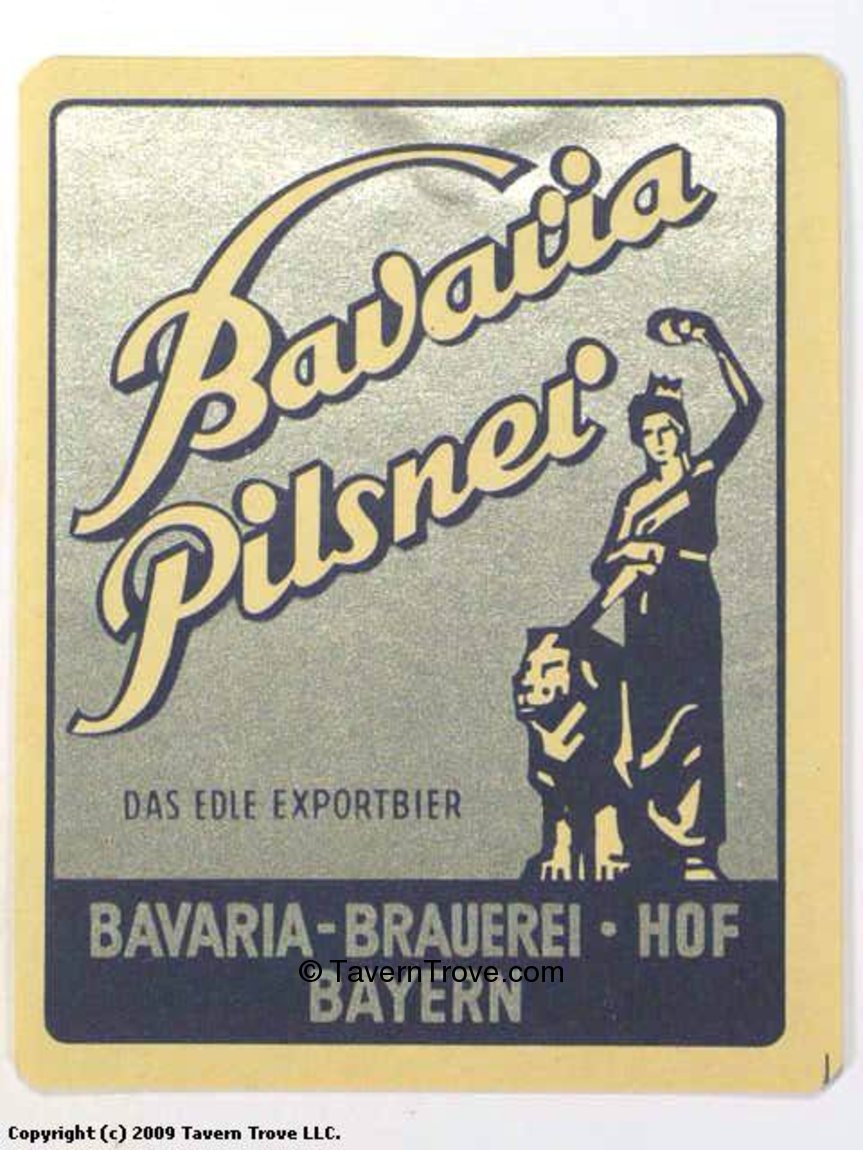 Bavaria
Pilsner
DAS EDLE EXPORTBIER
BAVARIA-BRAUEREI · HOF
© TavernTrove.com
BAYERN
J
Copyright (c) 2009 Tavern Trove LLC.